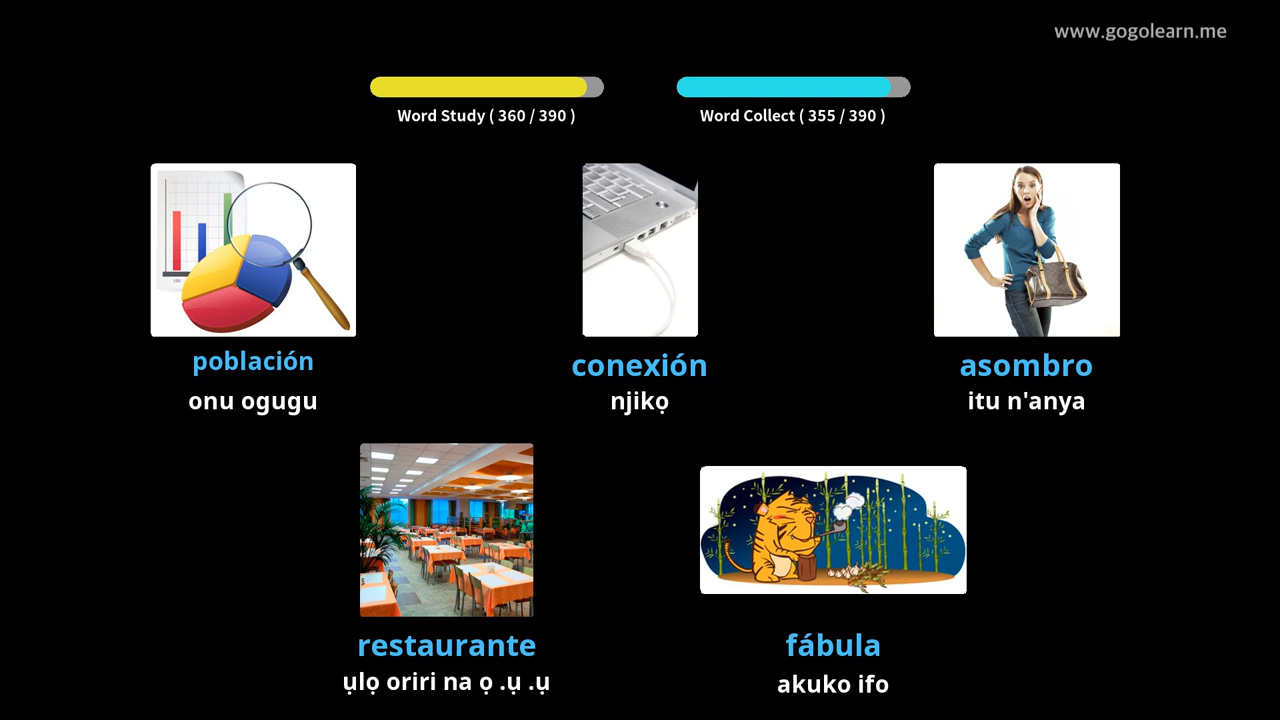 www.gogolearn.me
Word Study ( 360 / 390 )
Word Collect ( 355 / 390 )
población
onu ogugu
conexión
njikọ
asombro
itu n'anya
restaurante
ụlọ oriri na ọ .ụ .ụ
fábula
akuko ifo